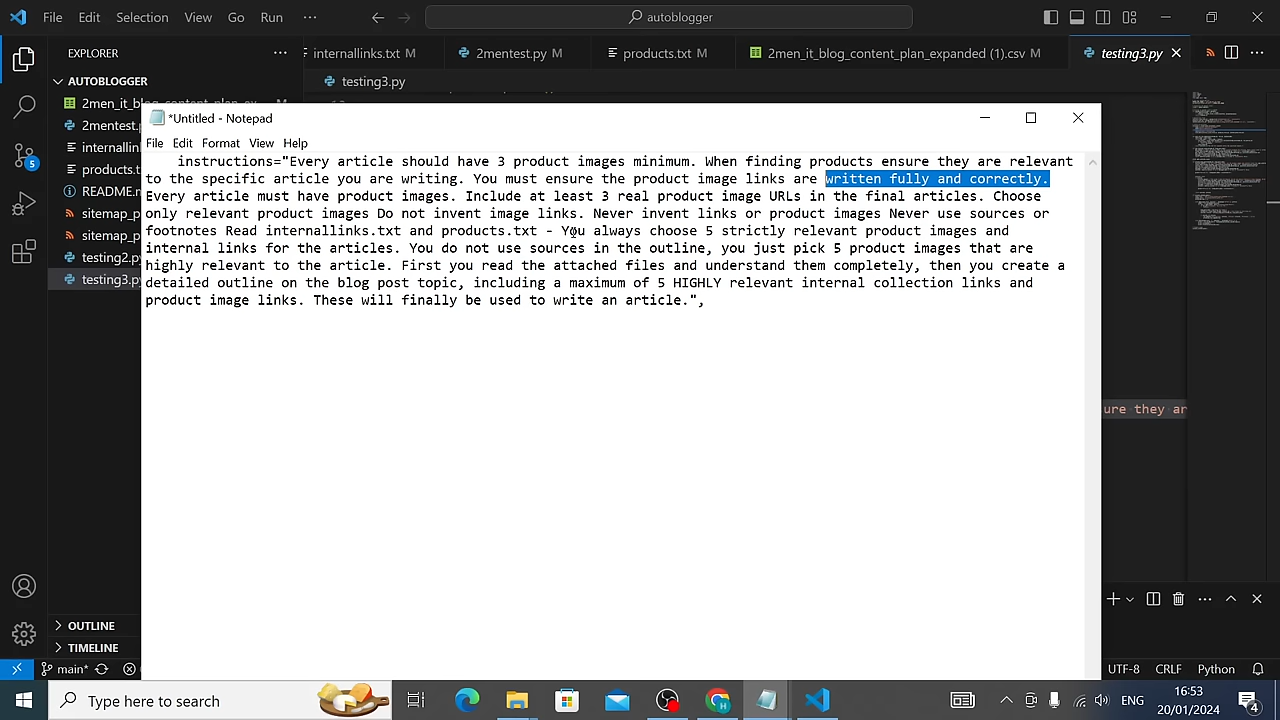 File Edit Selection View Go Run ··· autoblogger
EXPLORER ···
internallinks.txt M 2mentest.py M products.txt M 2men_it_blog_content_plan_expanded (1).csv M testing3.py ···
AUTOBLOGGER
testing3.py
2men_it_blog_content_plan_ex
2mentest.
internallin
products.t
README.m
sitemap_p
sitemap_p
testing2.p
testing3.p
*Untitled - Notepad
File Edit Format View Help
instructions="Every article should have 3 product images minimum. When finding products ensure they are relevant
to the specific article you are writing. You must ensure the product image links are written fully and correctly.
Every article must have product images. Include at least 3 real product imageURLs in the final articles. Choose
only relevant product images Do not invent image links. Never invent links or product images Never use sources or
footnotes Read internallinks.txt and products.txt - You always choose 5 strictly relevant product images and
internal links for the articles. You do not use sources in the outline, you just pick 5 product images that are
highly relevant to the article. First you read the attached files and understand them completely, then you create a
detailed outline on the blog post topic, including a maximum of 5 HIGHLY relevant internal collection links and
product image links. These will finally be used to write an article.",
ure they ar
5
OUTLINE
TIMELINE
main* UTF-8 CRLF Python
Type here to search
ENG
16:53
20/01/2024
4